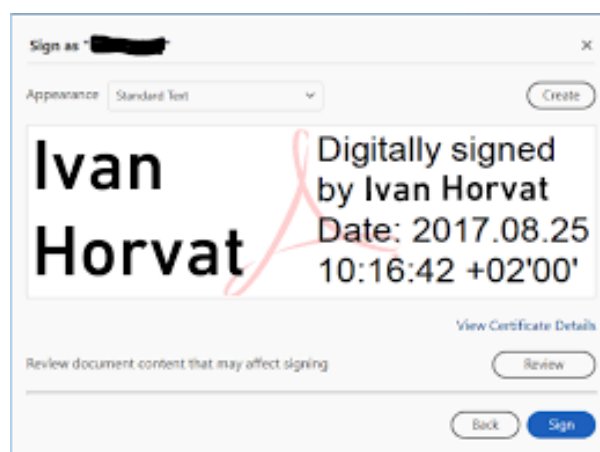 Sign as "
×
Appearance Standard Text
Create
Ivan
Horvat
Digitally signed
by Ivan Horvat
Date: 2017.08.25
10:16:42 +02'00'
View Certificate Details
Review document content that may affect signing
Review
Back Sign